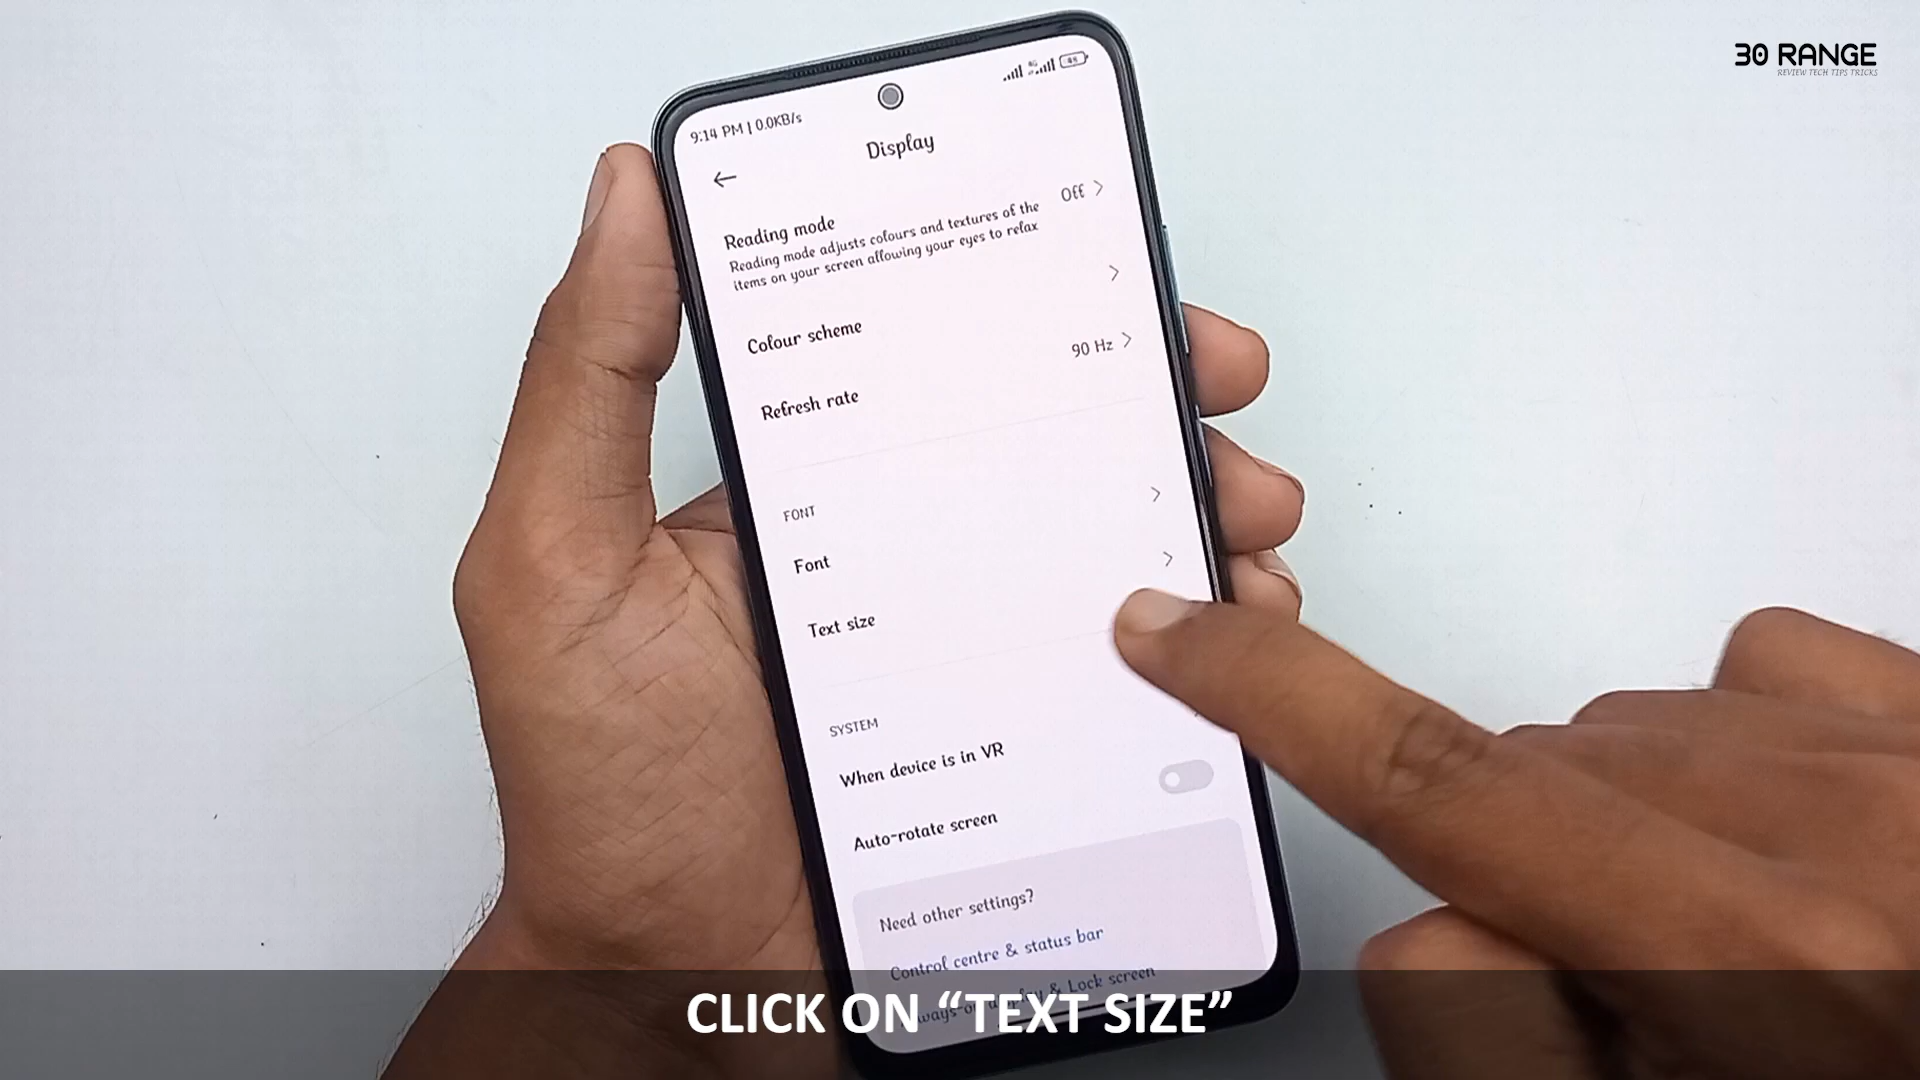 30 RANGE
REVIEW TECH TIPS TRICKS
9:14 PM | 0.0KB/s
Display
Reading mode
Off
Reading mode adjusts colours and textures of the
items on your screen allowing your eyes to relax
Colour scheme
Refresh rate
90 Hz
FONT
Font
Text size
SYSTEM
When device is in VR
Auto-rotate screen
Need other settings?
Control centre & status bar
display & Lock screen
CLICK ON “TEXT SIZE”